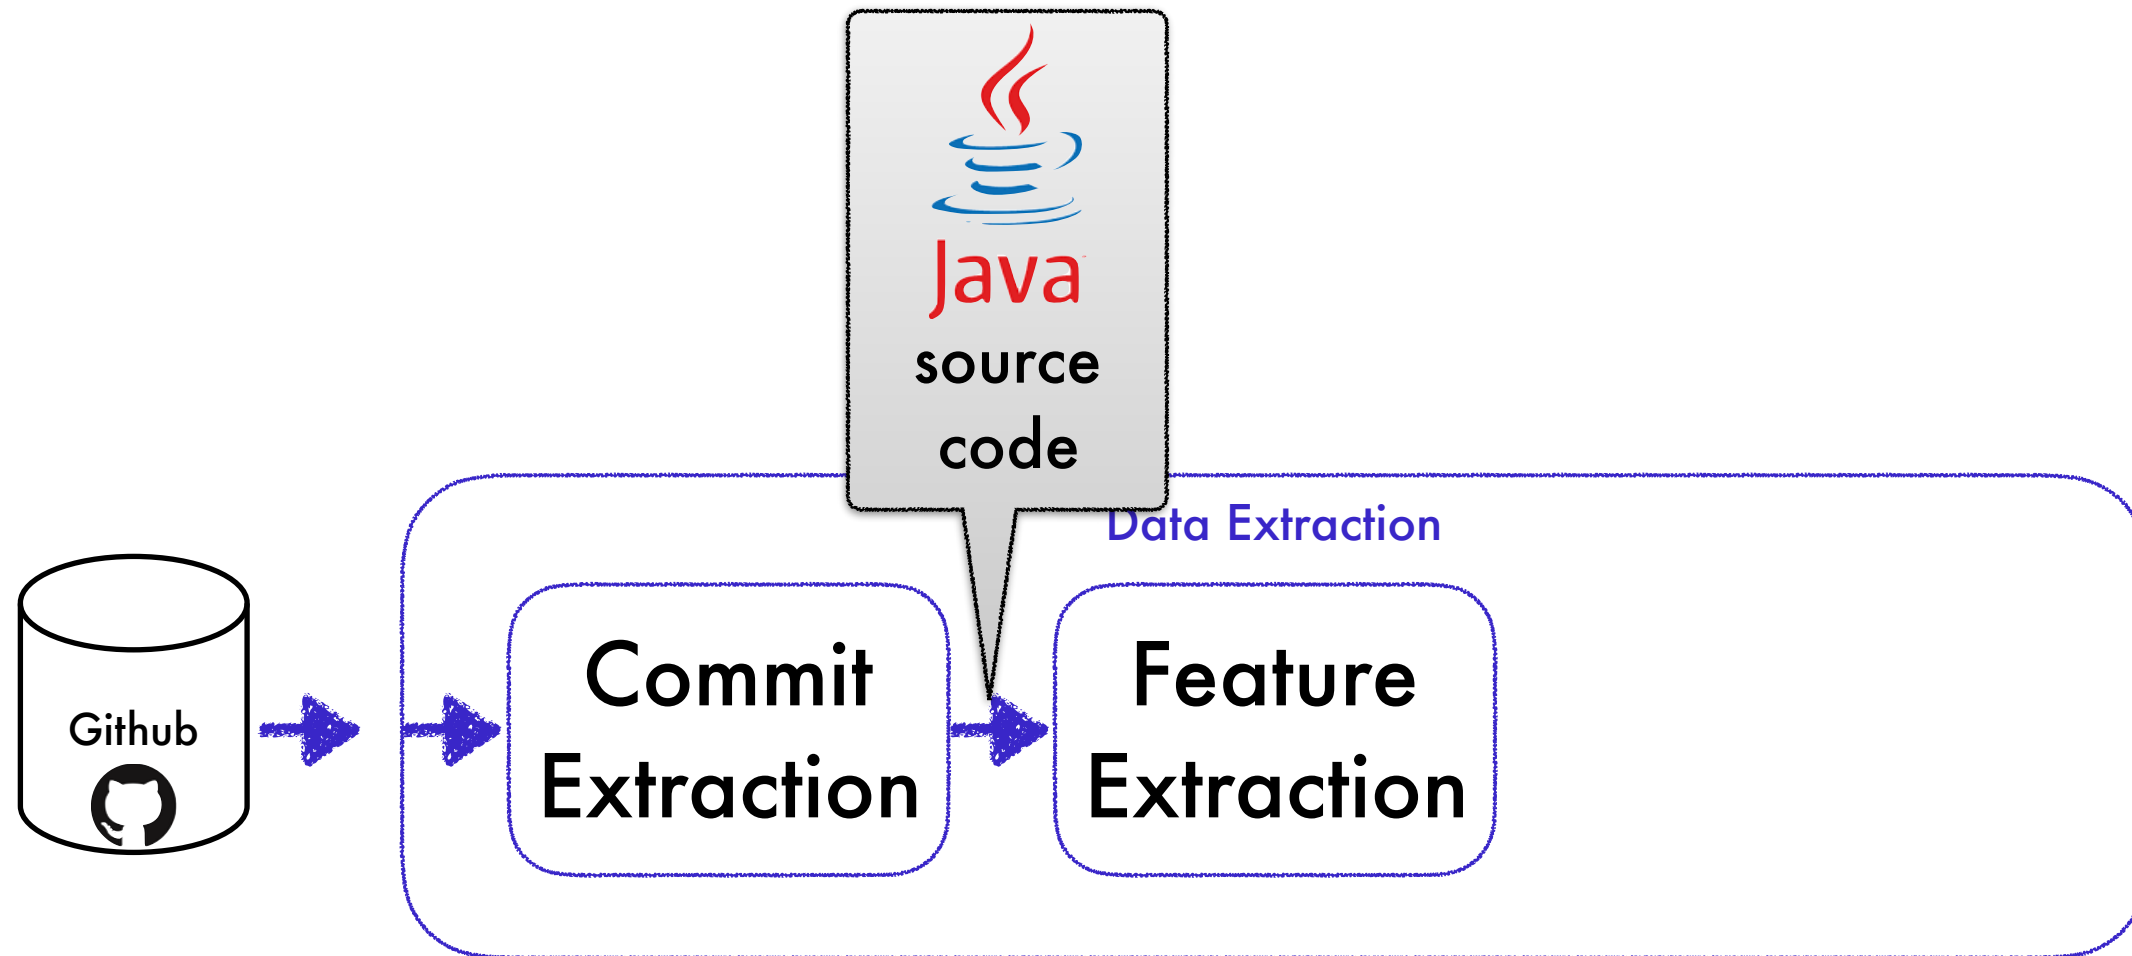 Java
source
code
Data Extraction
Github
Commit
Extraction
Feature
Extraction